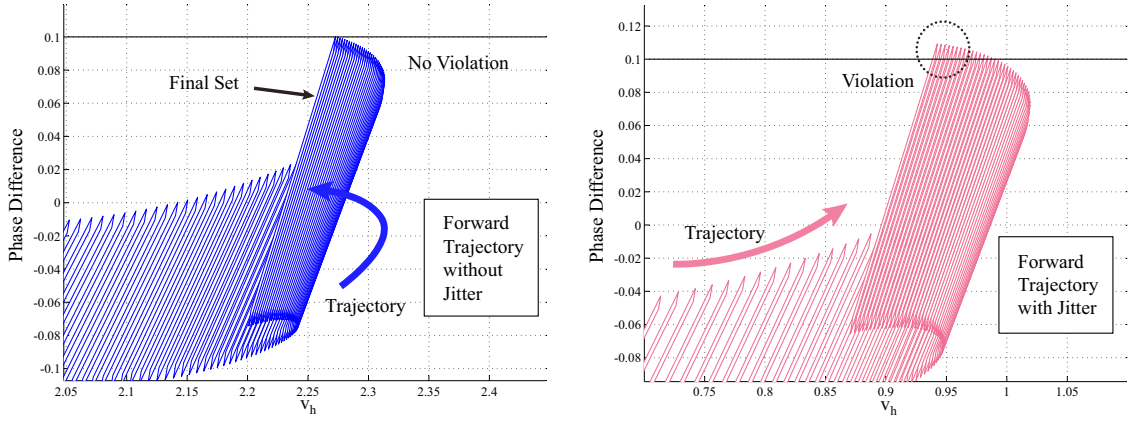 0.1
0.08
0.06
0.04
0.02
0
-0.02
-0.04
-0.06
-0.08
-0.1
Phase Difference
2.05
2.1
2.15
2.2
2.25
2.3
2.35
2.4
v_h
No Violation
Final Set
Forward
Trajectory
without
Jitter
Trajectory
0.12
0.1
0.08
0.06
0.04
0.02
0
-0.02
-0.04
-0.06
-0.08
Phase Difference
0.75
0.8
0.85
0.9
0.95
1
1.05
v_h
Violation
Trajectory
Forward
Trajectory
with Jitter